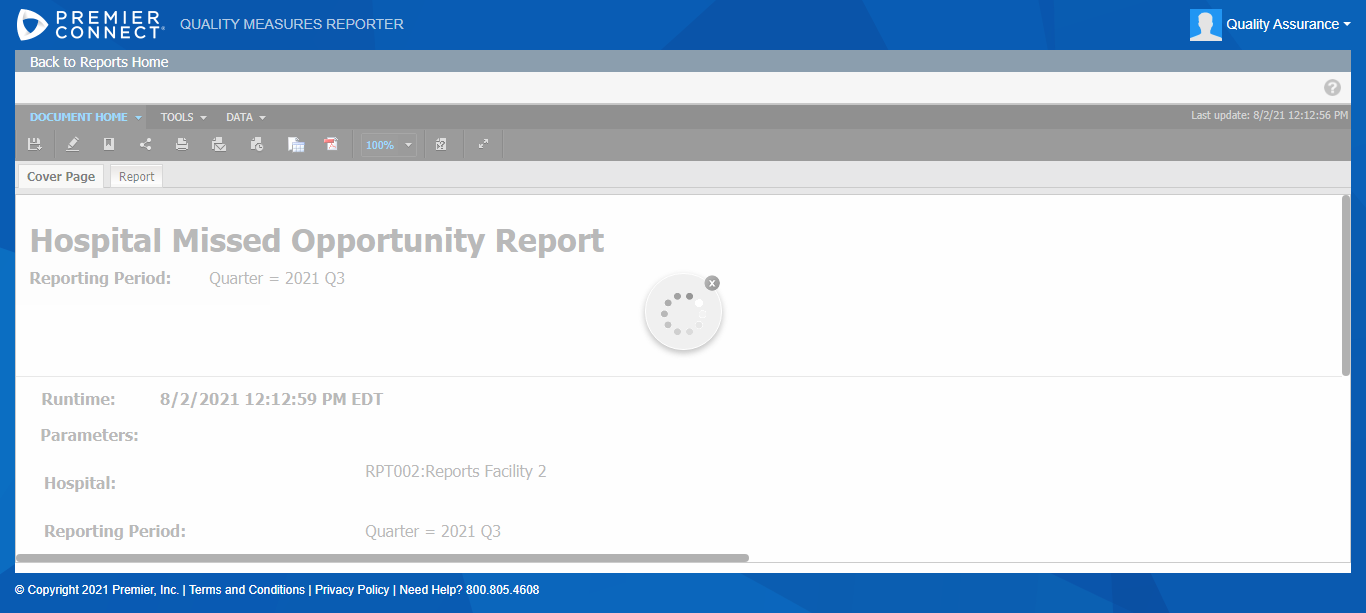 PREMIER CONNECT® QUALITY MEASURES REPORTER Quality Assurance
Back to Reports Home
?
DOCUMENT HOME TOOLS DATA Last update: 8/2/21 12:12:56 PM
100%
Cover Page Report
Hospital Missed Opportunity Report
Reporting Period: Quarter = 2021 Q3
x
Runtime: 8/2/2021 12:12:59 PM EDT
Parameters:
Hospital: RPT002:Reports Facility 2
Reporting Period: Quarter = 2021 Q3
© Copyright 2021 Premier, Inc. | Terms and Conditions | Privacy Policy | Need Help? 800.805.4608